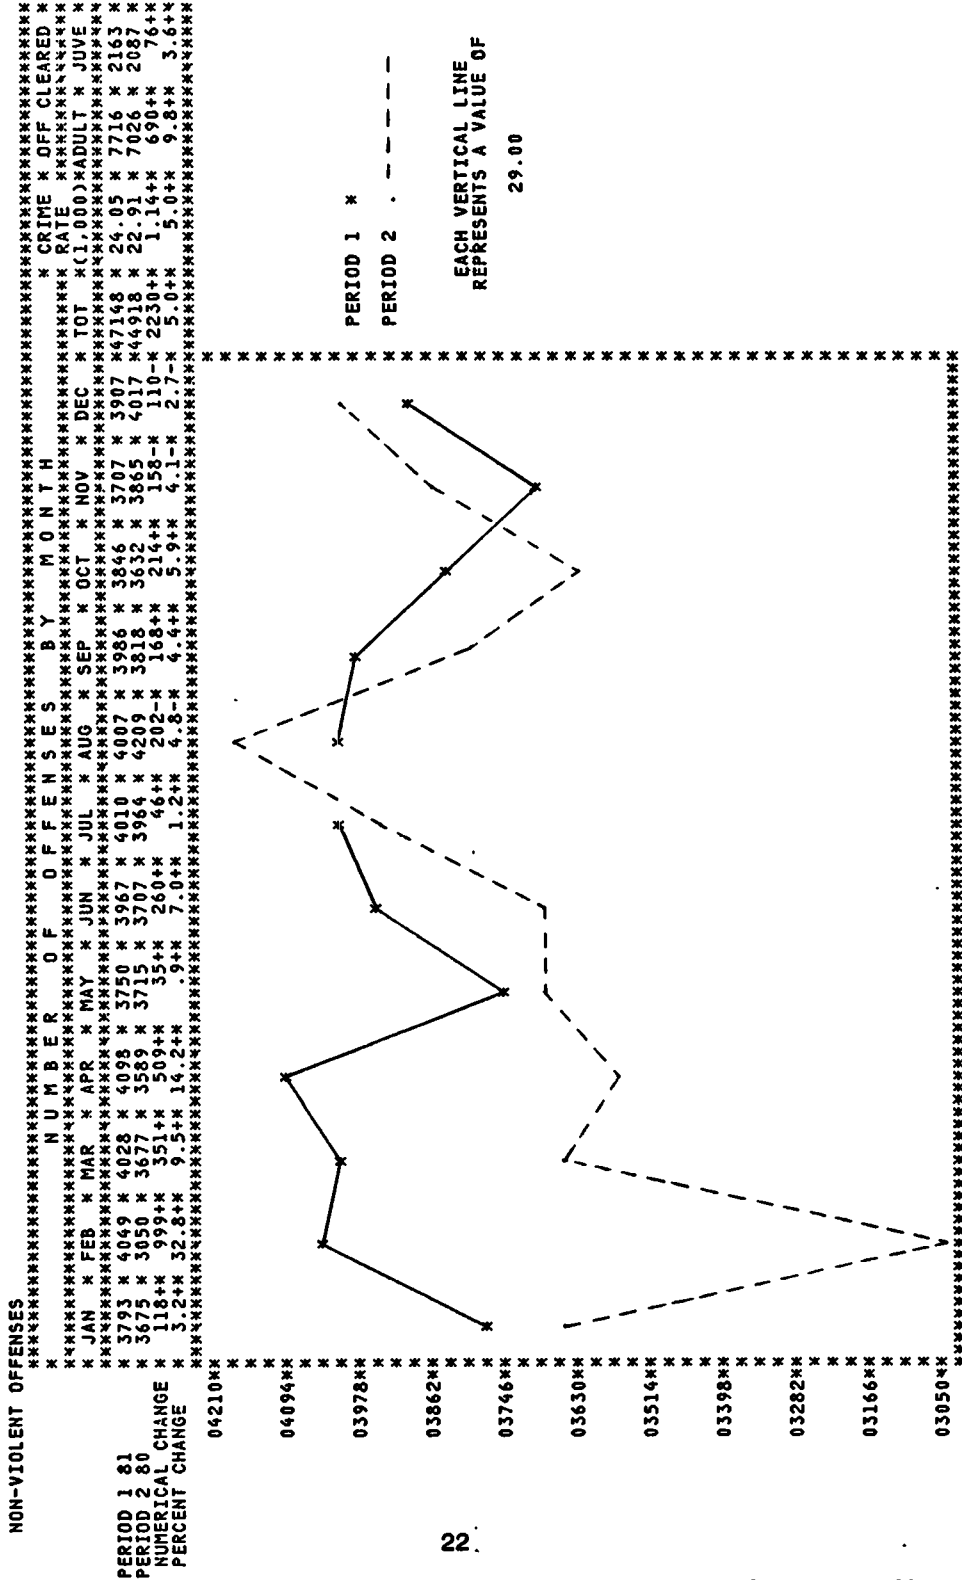 NON-VIOLENT OFFENSES
* N U M B E R   O F   O F F E N S E S   B Y   M O N T H * CRIME * OFF CLEARED *
RATE
* JAN * FEB * MAR * APR * MAY * JUN * JUL * AUG * SEP * OCT * NOV * DEC * TOT *(1,000)*ADULT * JUVE *
PERIOD 1 81 * 3793 * 4049 * 4028 * 4098 * 3750 * 3967 * 4010 * 4007 * 3986 * 3846 * 3707 * 3907 *47148 * 24.05 * 7716 * 2163 *
PERIOD 2 80 * 3675 * 3050 * 3677 * 3589 * 3715 * 3707 * 3964 * 4209 * 3818 * 3632 * 3865 * 4017 *44918 * 22.91 * 7026 * 2087 *
NUMERICAL CHANGE * 118+* 999+* 351+* 509+* 35+* 260+* 46+* 202-* 168+* 214+* 158-* 110-* 2230+* 1.14+* 690+* 76+*
PERCENT CHANGE * 3.2+* 32.8+* 9.5+* 14.2+* .9+* 7.0+* 1.2+* 4.8-* 4.4+* 5.9+* 4.1-* 2.7-* 5.0+* 5.0+* 9.8+* 3.6+*
04210**
04094**
03978**
03862**
03746**
03630**
03514**
03398**
03282**
03166**
03050**
PERIOD 1 *
PERIOD 2 . - - - - -
EACH VERTICAL LINE
REPRESENTS A VALUE OF
29.00
22